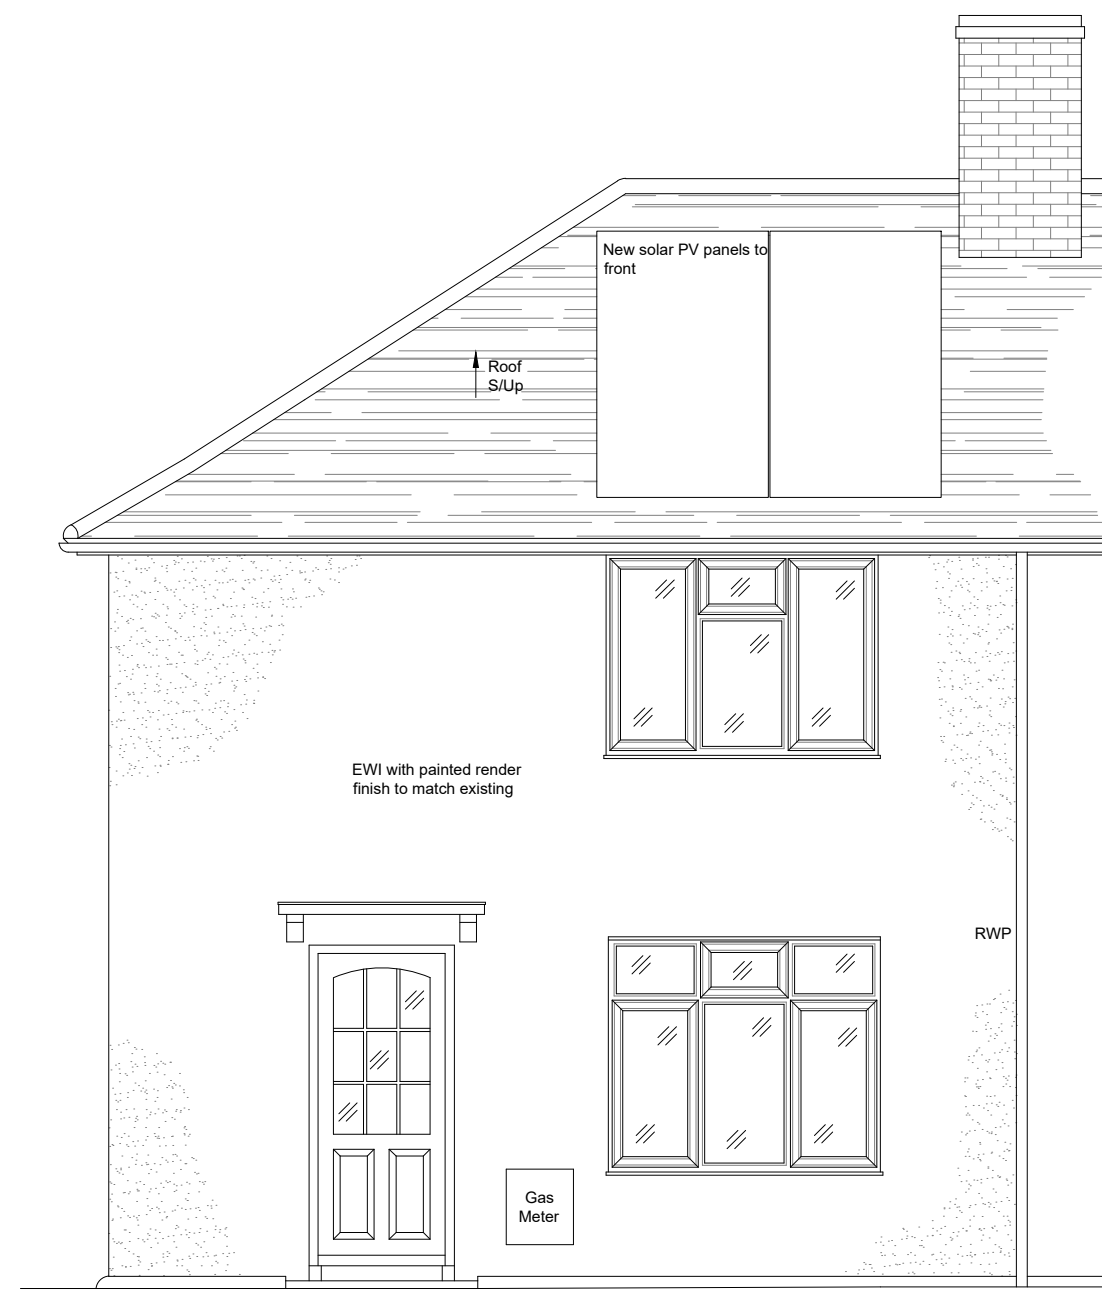 New solar PV panels to
front
Roof
S/Up
EWI with painted render
finish to match existing
RWP
Gas
Meter